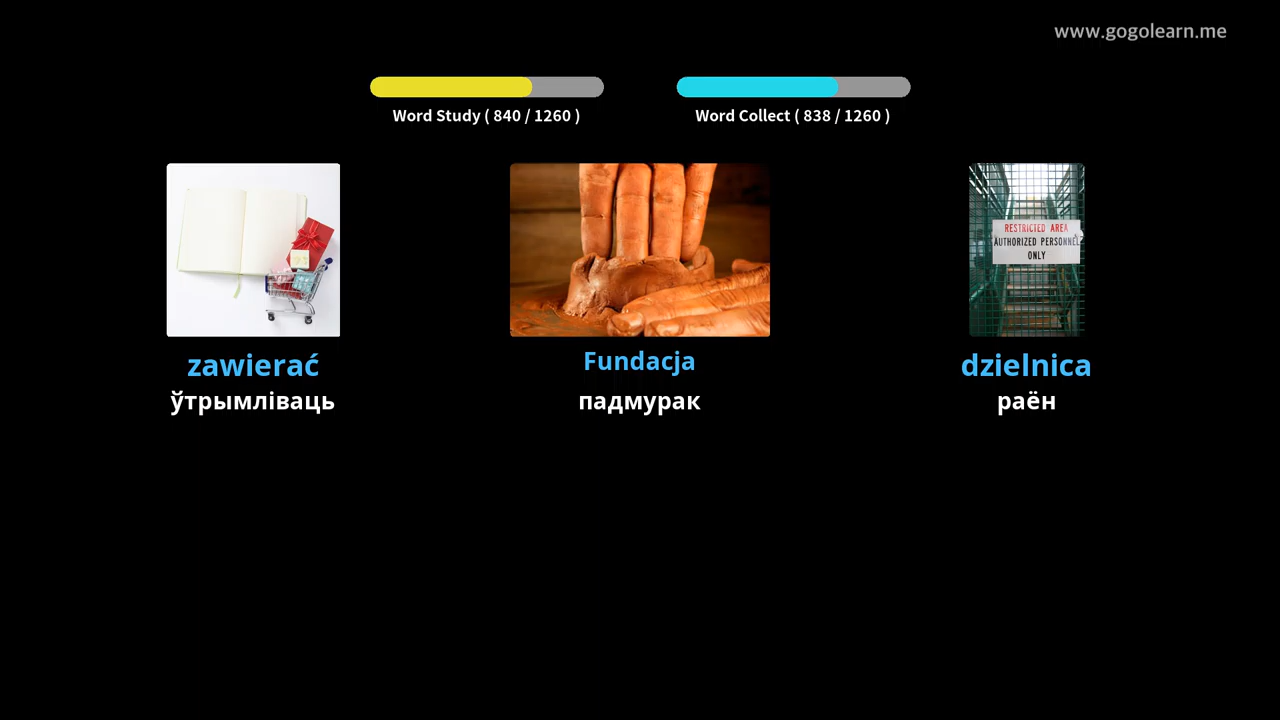 www.gogolearn.me
Word Study ( 840 / 1260 )
Word Collect ( 838 / 1260 )
RESTRICTED AREA
AUTHORIZED PERSONNEL
ONLY
zawierać
Fundacja
dzielnica
ўтрымліваць
падмурак
раён